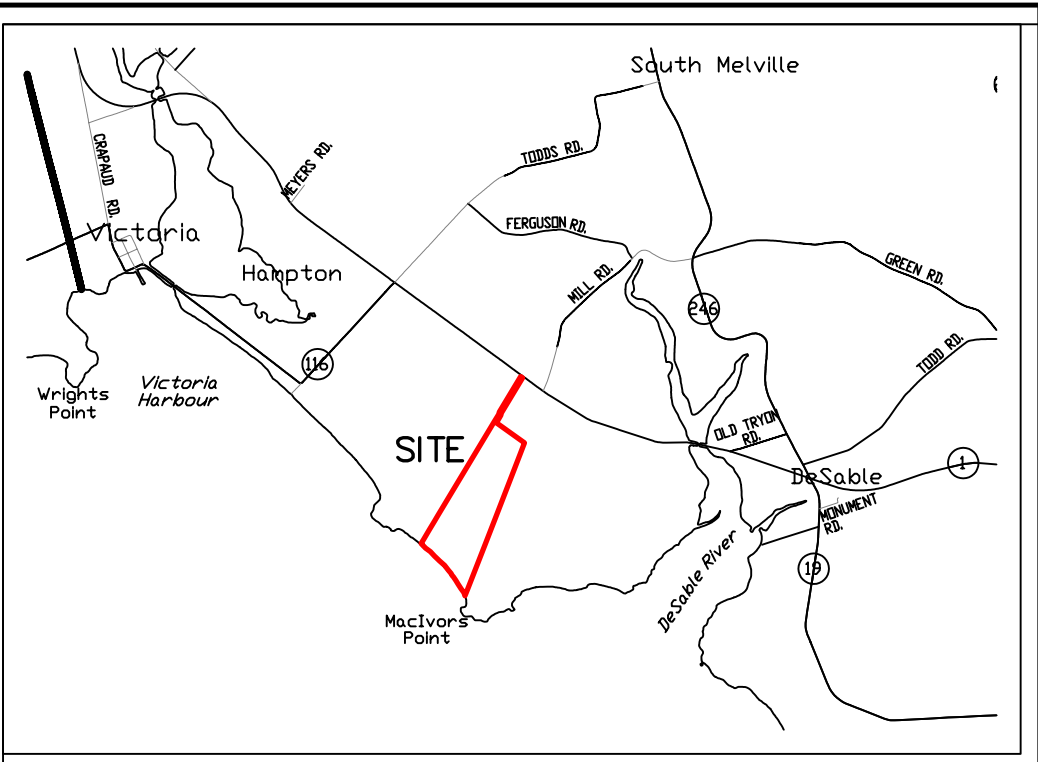 South Melville
CRAPAUD RD.
MEYERS RD.
TODDS RD.
FERGUSON RD.
Victoria
Hampton
MILL RD.
GREEN RD.
246
TODD RD.
116
Wrights
Point
Victoria
Harbour
SITE
OLD TRYON
RD.
DeSable
1
MONUMENT
RD.
DeSable River
19
MacIvors
Point